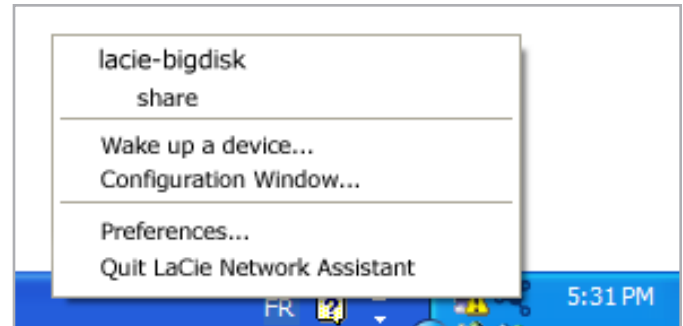 lacie-bigdisk
share
Wake up a device...
Configuration Window...
Preferences...
Quit LaCie Network Assistant
FR
5:31 PM